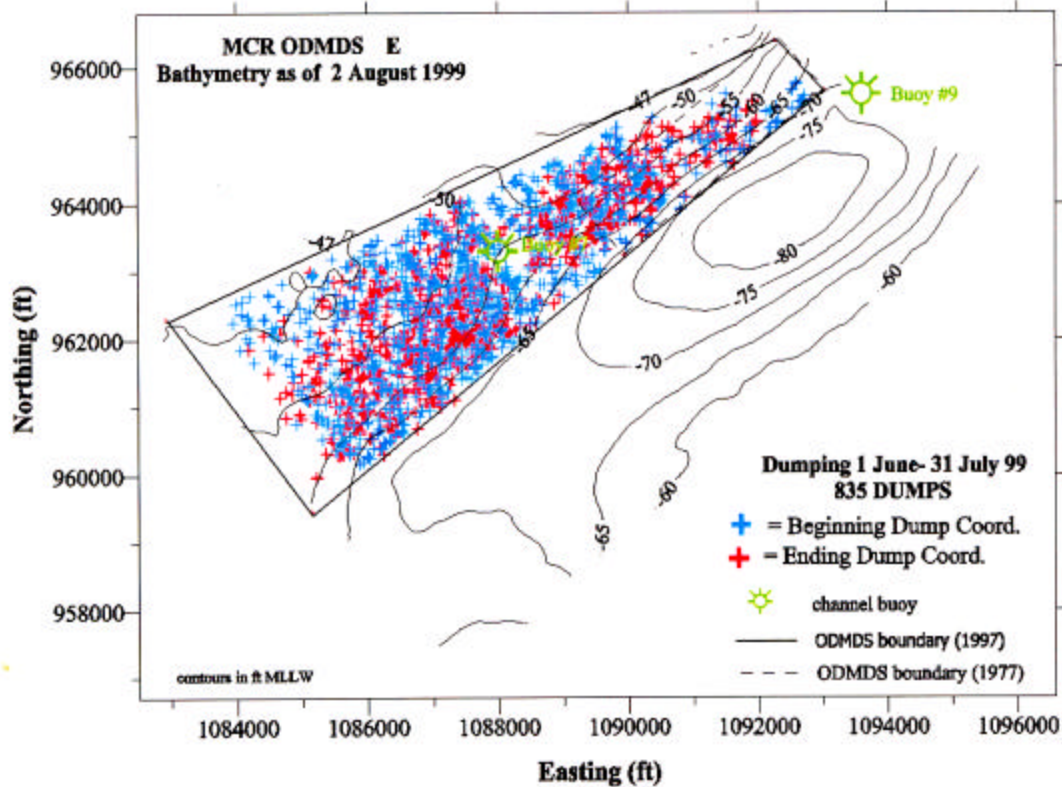 MCR ODMDS E
Bathymetry as of 2 August 1999
966000
964000
962000
960000
958000
Northing (ft)
-47
-50
-55
-60
-65
-70
-75
Buoy #9
-50
-47
Buoy
-80
-75
-60
-65
-70
-60
-65
Dumping 1 June- 31 July 99
835 DUMPS
= Beginning Dump Coord.
= Ending Dump Coord.
channel buoy
ODMDS boundary (1997)
ODMDS boundary (1977)
contours in ft MLLW
1084000
1086000
1088000
1090000
1092000
1094000
1096000
Easting (ft)